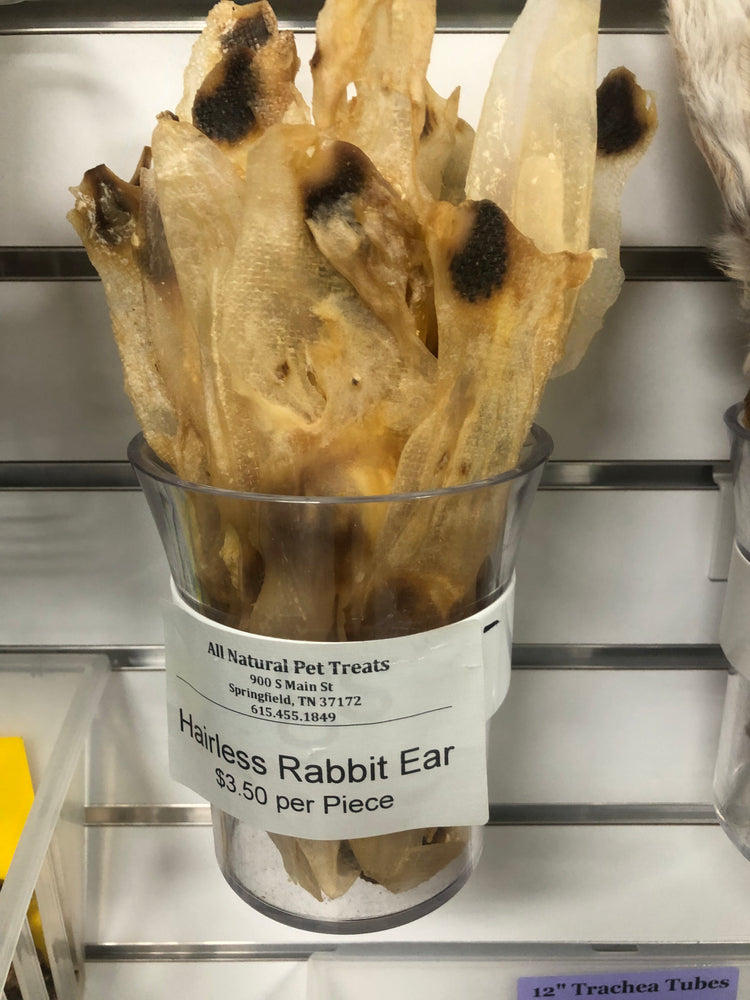 All Natural Pet Treats
900 S Main St
Springfield, TN 37172
615.455.1849
Hairless Rabbit Ear
$3.50 per Piece
12" Trachea Tubes